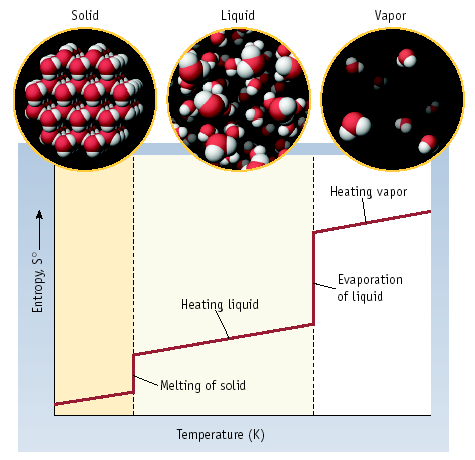 Solid
Liquid
Vapor
Heating vapor
Evaporation
of liquid
Heating liquid
Melting of solid
Entropy, S°
Temperature (K)